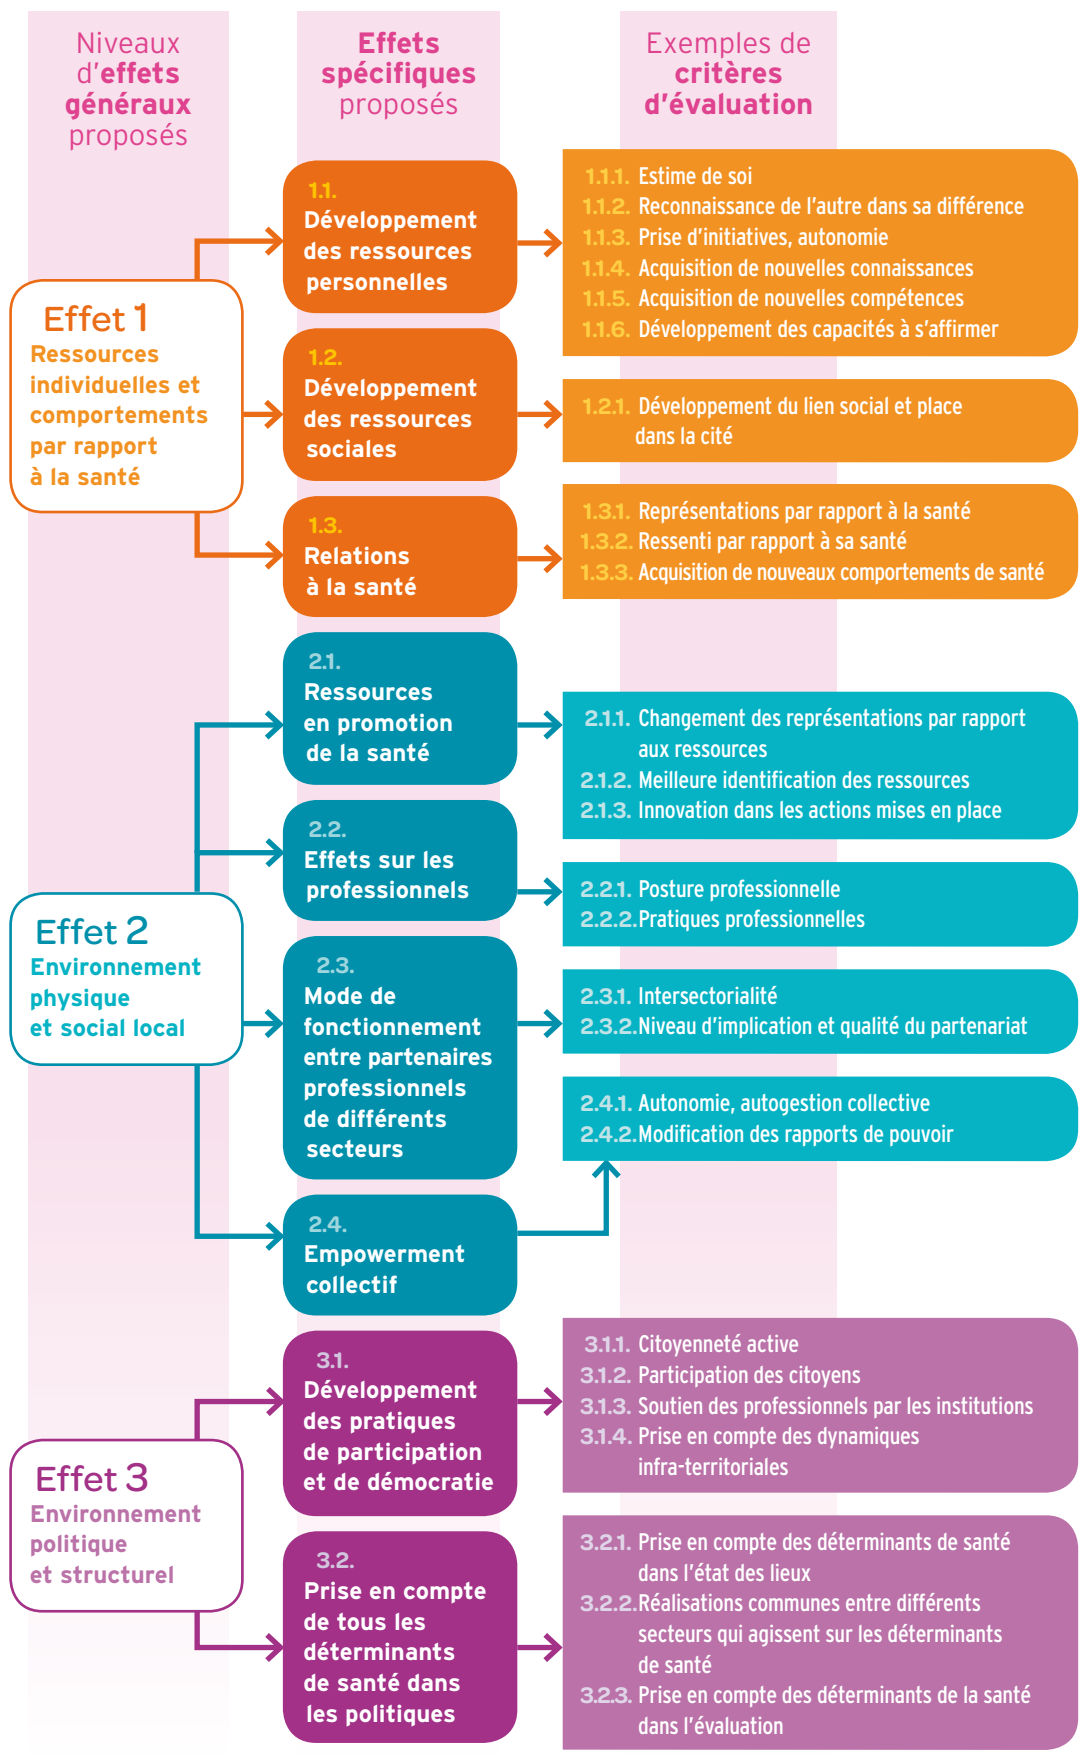 Niveaux
d'effets
généraux
proposés
Effets
spécifiques
proposés
Exemples de
critères
d'évaluation
Effet 1
Ressources
individuelles et
comportements
par rapport
à la santé
1.1.
Développement
des ressources
personnelles
1.1.1. Estime de soi
1.1.2. Reconnaissance de l'autre dans sa différence
1.1.3. Prise d'initiatives, autonomie
1.1.4. Acquisition de nouvelles connaissances
1.1.5. Acquisition de nouvelles compétences
1.1.6. Développement des capacités à s'affirmer
1.2.
Développement
des ressources
sociales
1.2.1. Développement du lien social et place
dans la cité
1.3.
Relations
à la santé
1.3.1. Représentations par rapport à la santé
1.3.2. Ressenti par rapport à sa santé
1.3.3. Acquisition de nouveaux comportements de santé
Effet 2
Environnement
physique
et social local
2.1.
Ressources
en promotion
de la santé
2.1.1. Changement des représentations par rapport
aux ressources
2.1.2. Meilleure identification des ressources
2.1.3. Innovation dans les actions mises en place
2.2.
Effets sur les
professionnels
2.2.1. Posture professionnelle
2.2.2. Pratiques professionnelles
2.3.
Mode de
fonctionnement
entre partenaires
professionnels
de différents
secteurs
2.3.1. Intersectorialité
2.3.2. Niveau d'implication et qualité du partenariat
2.4.
Empowerment
collectif
2.4.1. Autonomie, autogestion collective
2.4.2. Modification des rapports de pouvoir
Effet 3
Environnement
politique
et structurel
3.1.
Développement
des pratiques
de participation
et de démocratie
3.1.1. Citoyenneté active
3.1.2. Participation des citoyens
3.1.3. Soutien des professionnels par les institutions
3.1.4. Prise en compte des dynamiques
infra-territoriales
3.2.
Prise en compte
de tous les
déterminants
de santé dans
les politiques
3.2.1. Prise en compte des déterminants de santé
dans l'état des lieux
3.2.2. Réalisations communes entre différents
secteurs qui agissent sur les déterminants
de santé
3.2.3. Prise en compte des déterminants de la santé
dans l'évaluation